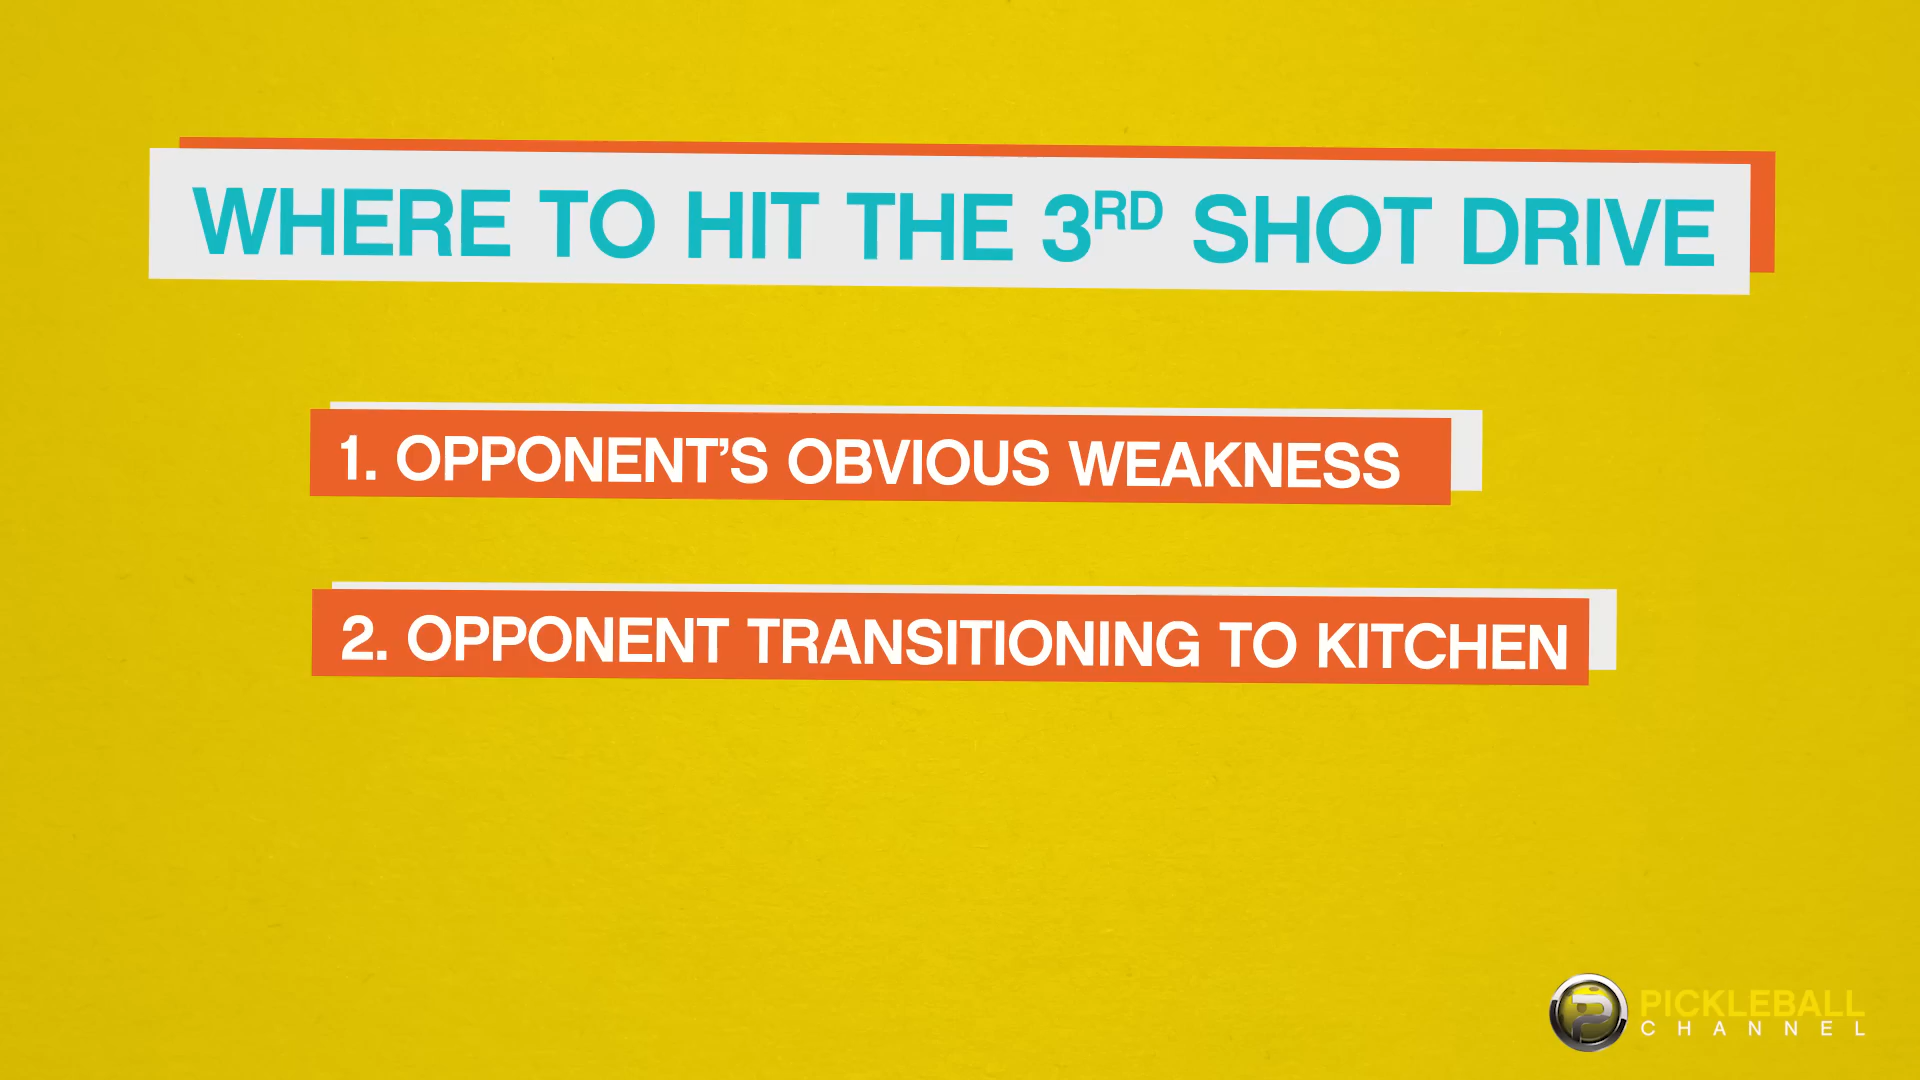 WHERE TO HIT THE 3RD SHOT DRIVE
1. OPPONENT’S OBVIOUS WEAKNESS
2. OPPONENT TRANSITIONING TO KITCHEN
PICKLEBALL
CHANNEL